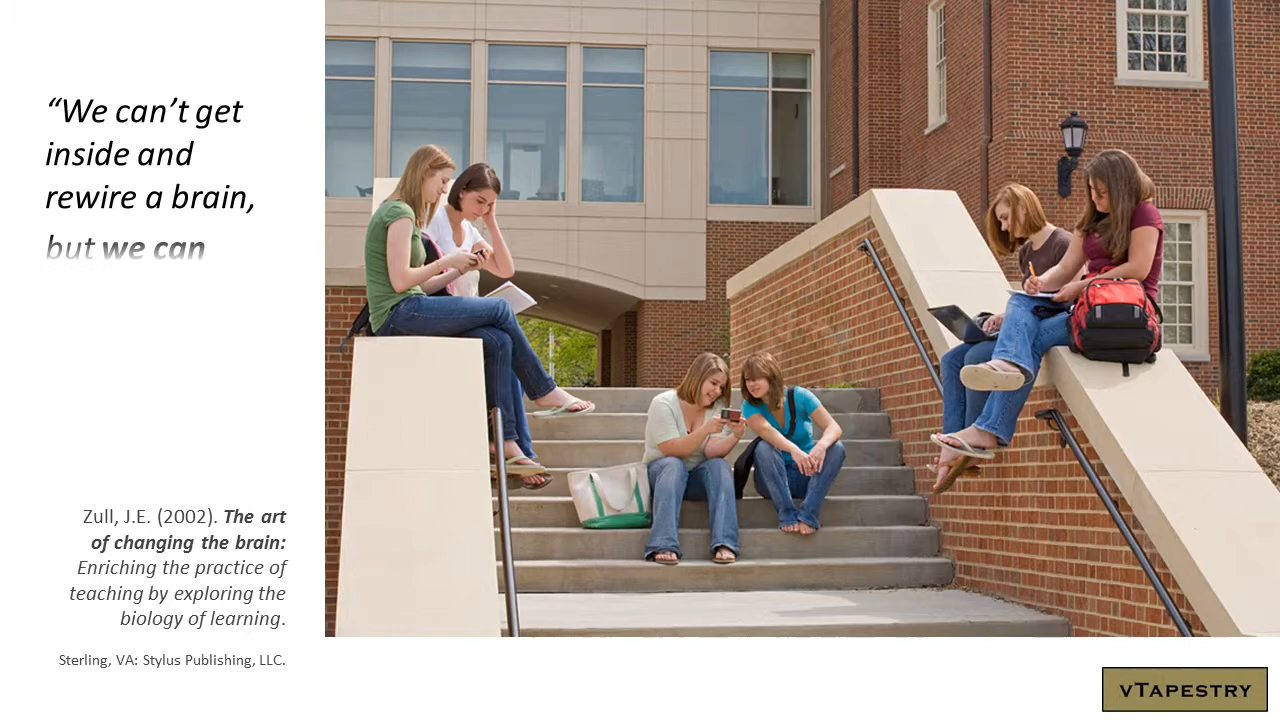 “We can’t get
inside and
rewire a brain,
but we can
Zull, J.E. (2002). The art
of changing the brain:
Enriching the practice of
teaching by exploring the
biology of learning.
Sterling, VA: Stylus Publishing, LLC.
vTapestry